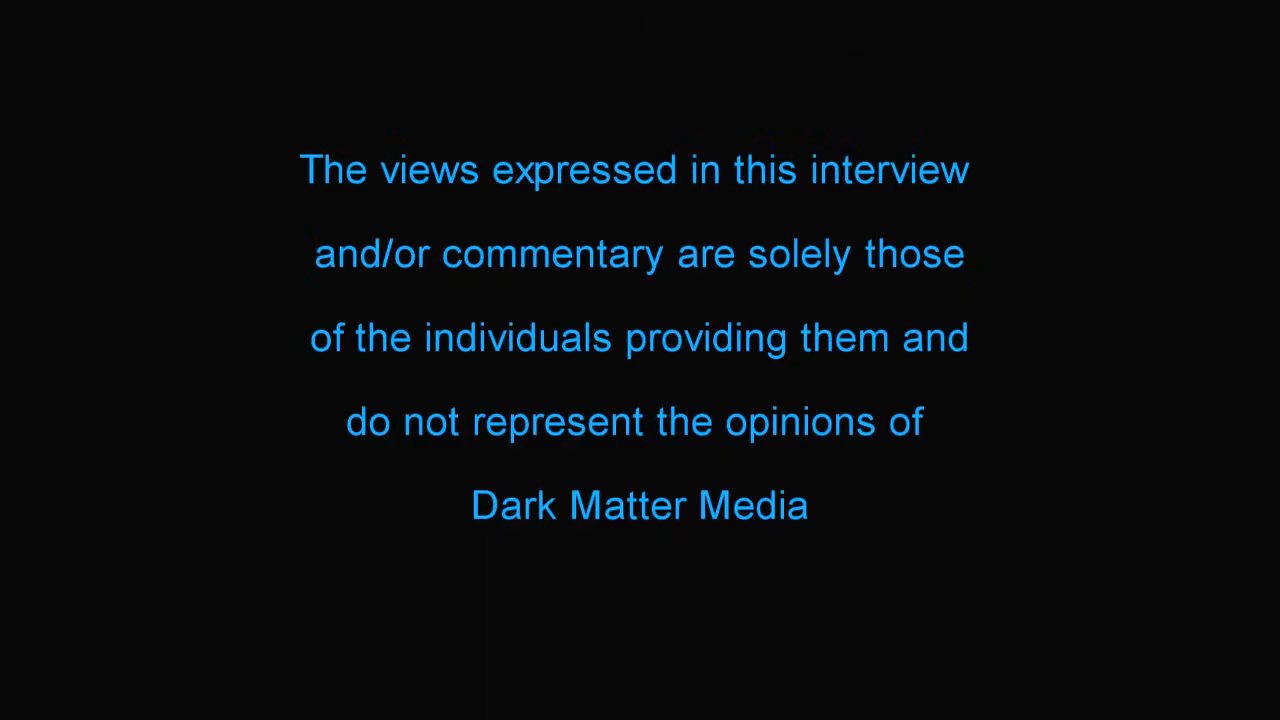 The views expressed in this interview
and/or commentary are solely those
of the individuals providing them and
do not represent the opinions of
Dark Matter Media